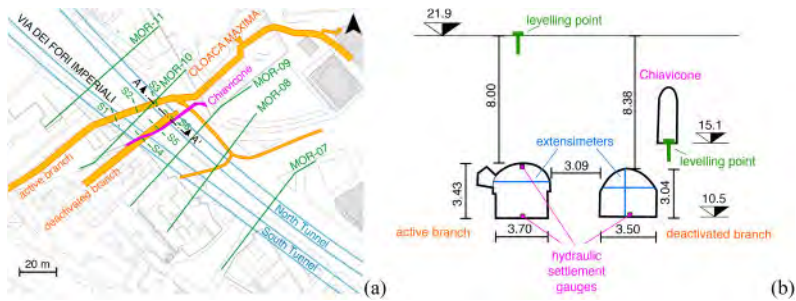 MOR-11
VIA DEI FORI IMPERIALI
MOR-10
CLOACA MAXIMA
MOR-09
MOR-08
Chiavicone
A
S3
S2
S1
A'
S5
S4
MOR-07
active branch
deactivated branch
North Tunnel
South Tunnel
20 m
(a)
21.9
levelling point
Chiavicone
8.00
8.38
15.1
extensimeters
levelling point
3.09
3.43
3.04
10.5
active branch
3.70
3.50
deactivated branch
hydraulic
settlement
gauges
(b)